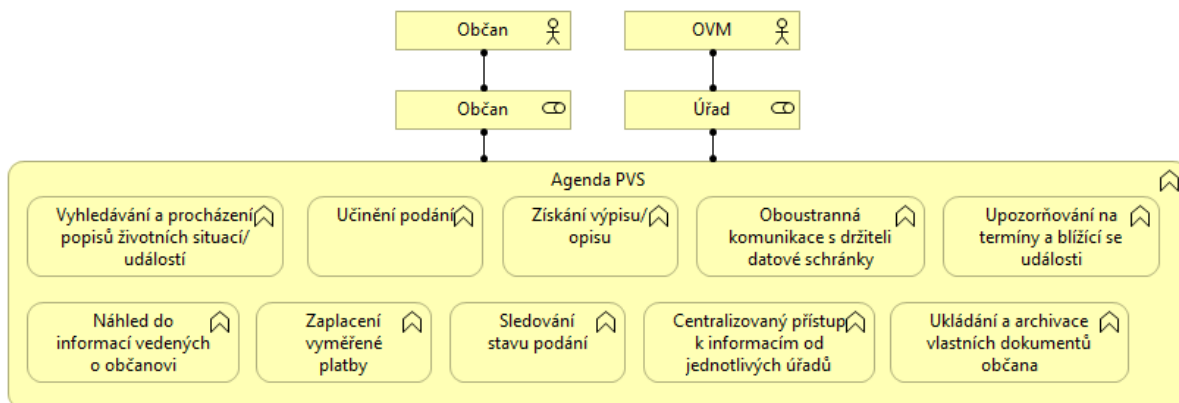 Občan
OVM
Občan
Úřad
Agenda PVS
Vyhledávání a procházení
popisů životních situací/
událostí
Učinění podání
Získání výpisu/
opisu
Oboustranná
komunikace s držiteli
datové schránky
Upozorňování na
termíny a blížící se
události
Náhled do
informací vedených
o občanovi
Zaplacení
vyměřené
platby
Sledování
stavu podání
Centralizovaný přístup
k informacím od
jednotlivých úřadů
Ukládání a archivace
vlastních dokumentů
občana